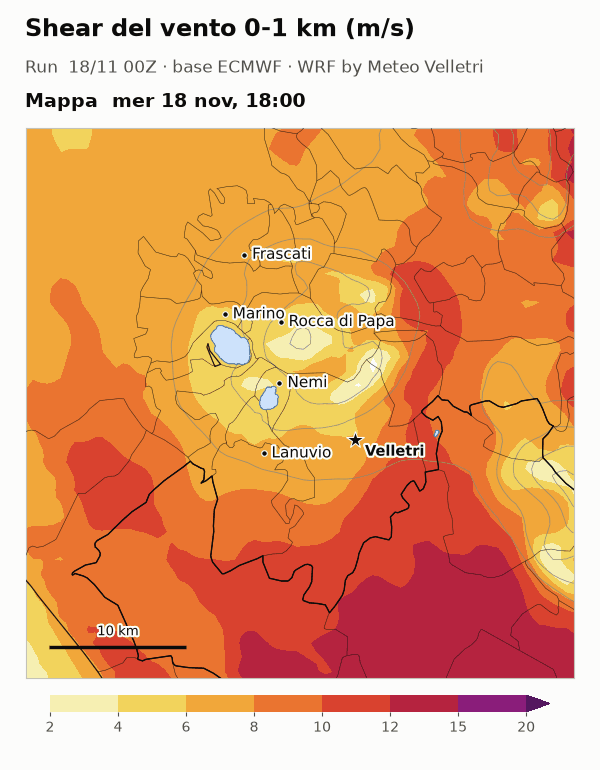 Shear del vento 0-1 km (m/s)
Run  18/11 00Z · base ECMWF · WRF by Meteo Velletri
Mappa  mer 18 nov, 18:00
Frascati
Marino
Rocca di Papa
Nemi
Velletri
Lanuvio
10 km
2 4 6 8 10 12 15 20